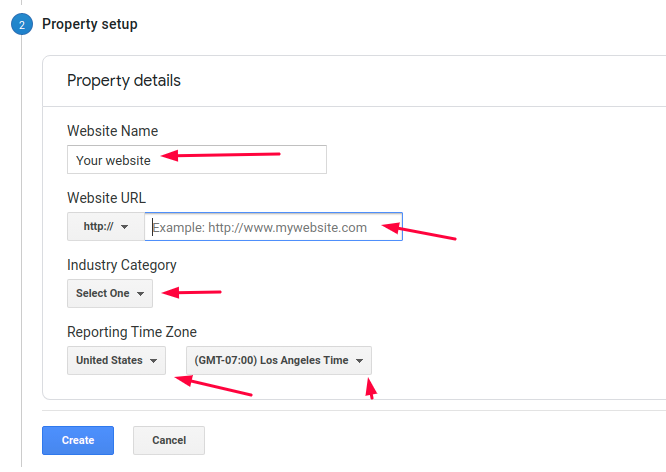 2 Property setup
Property details
Website Name
Your website
Website URL
http:// Example: http://www.mywebsite.com
Industry Category
Select One
Reporting Time Zone
United States (GMT-07:00) Los Angeles Time
Create Cancel